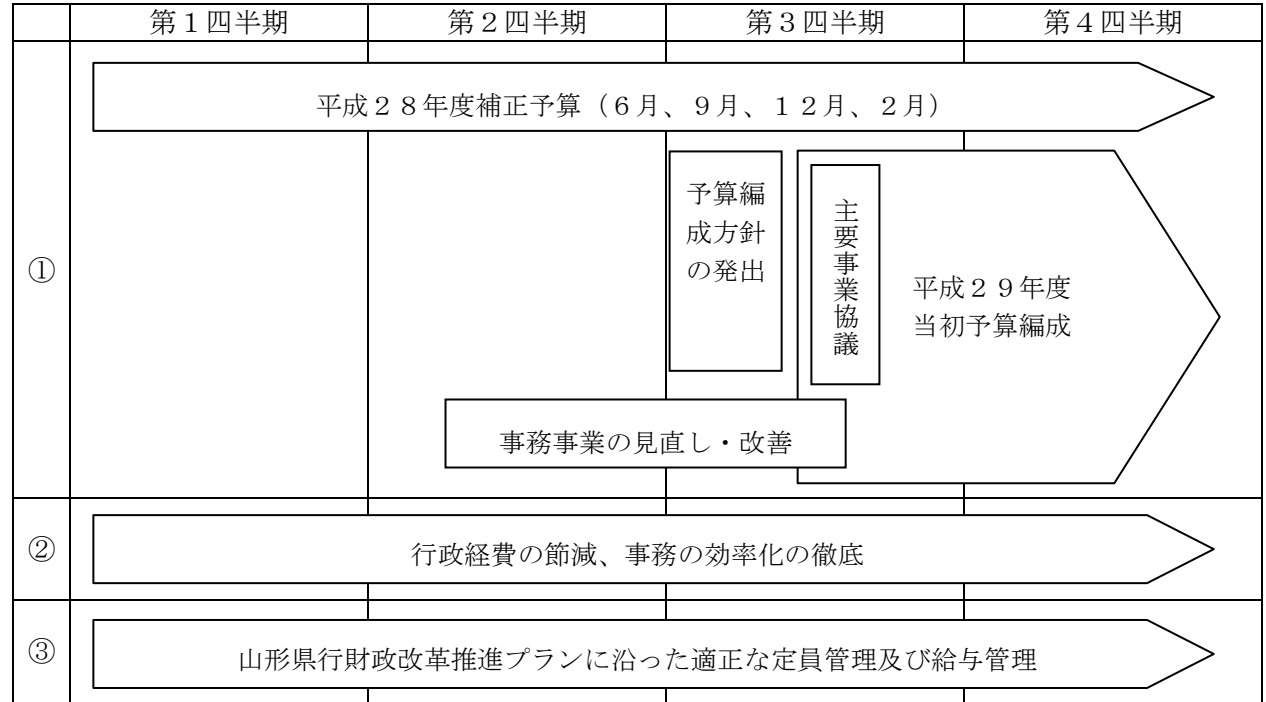 第１四半期
第２四半期
第３四半期
第４四半期
①
平成２８年度補正予算（６月、９月、１２月、２月）
予算編
成方針
の発出
主要事業協議
平成２９年度
当初予算編成
事務事業の見直し・改善
②
行政経費の節減、事務の効率化の徹底
③
山形県行財政改革推進プランに沿った適正な定員管理及び給与管理